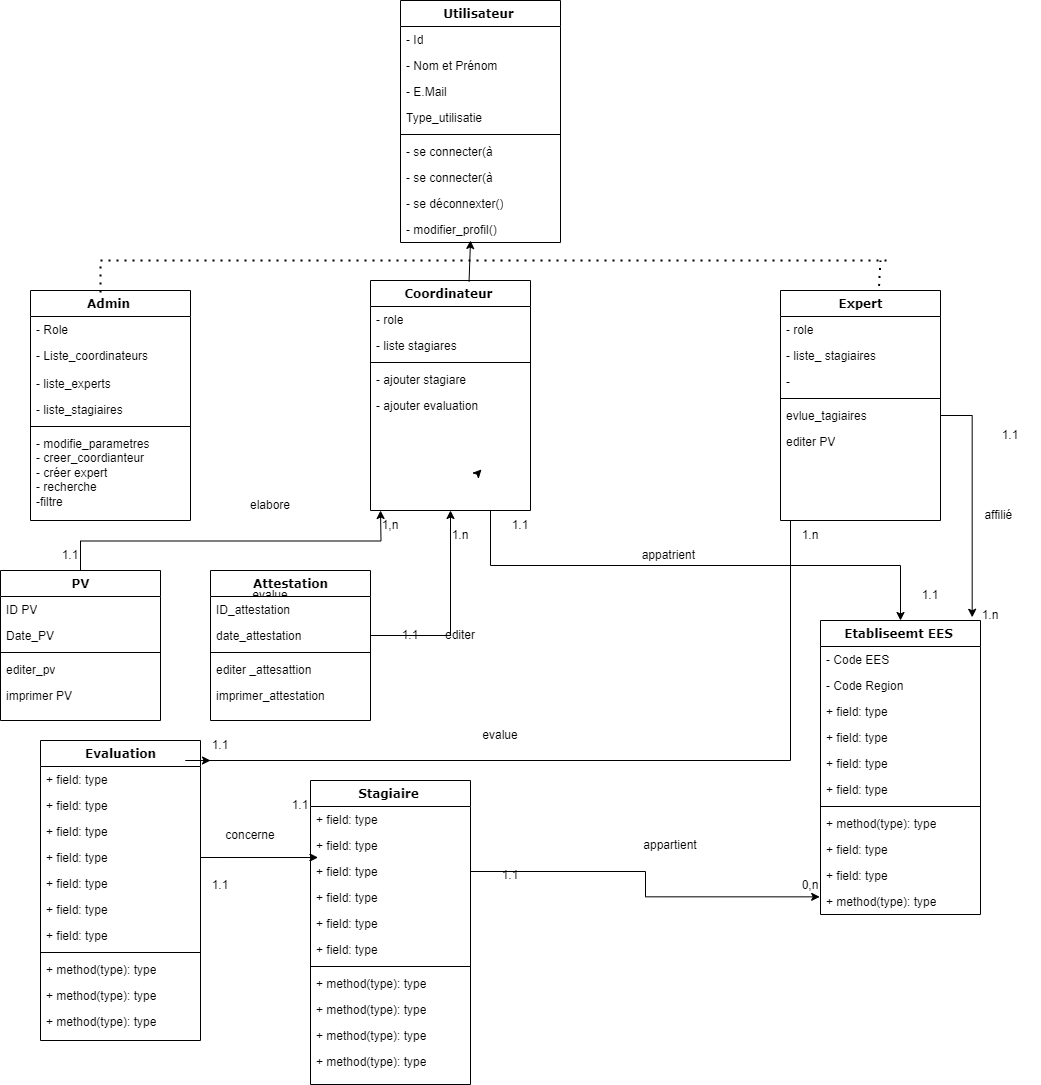 Utilisateur
- Id
- Nom et Prénom
- E.Mail
Type_utilisatie
- se connecter(à
- se connecter(à
- se déconnexter()
- modifier_profil()
Admin
- Role
- Liste_coordinateurs
- liste_experts
- liste_stagiaires
- modifie_parametres
- creer_coordianteur
- créer expert
- recherche
-filtre
Coordinateur
- role
- liste stagiares
- ajouter stagiare
- ajouter evaluation
Expert
- role
- liste_ stagiaires
-
evlue_tagiaires
editer PV
1.1
affilié
1.n
elabore
1,n
1.1
1.n
1.1
appatrient
1.1
1.n
PV
ID PV
Date_PV
editer_pv
imprimer PV
Attestation
evalue
ID_attestation
date_attestation
editer _attesattion
imprimer_attestation
1.1
editer
Etabliseemt EES
- Code EES
- Code Region
+ field: type
+ field: type
+ field: type
+ field: type
+ method(type): type
+ field: type
+ field: type
+ method(type): type
evalue
1.1
Evaluation
+ field: type
+ field: type
+ field: type
+ field: type
+ field: type
+ field: type
+ field: type
+ method(type): type
+ method(type): type
+ method(type): type
1.1
concerne
1.1
Stagiaire
+ field: type
+ field: type
+ field: type
+ field: type
+ field: type
+ field: type
+ method(type): type
+ method(type): type
+ method(type): type
+ method(type): type
appartient
1.1
0,n